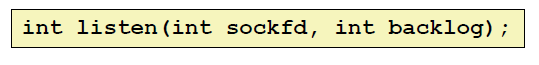 int listen(int sockfd, int backlog);